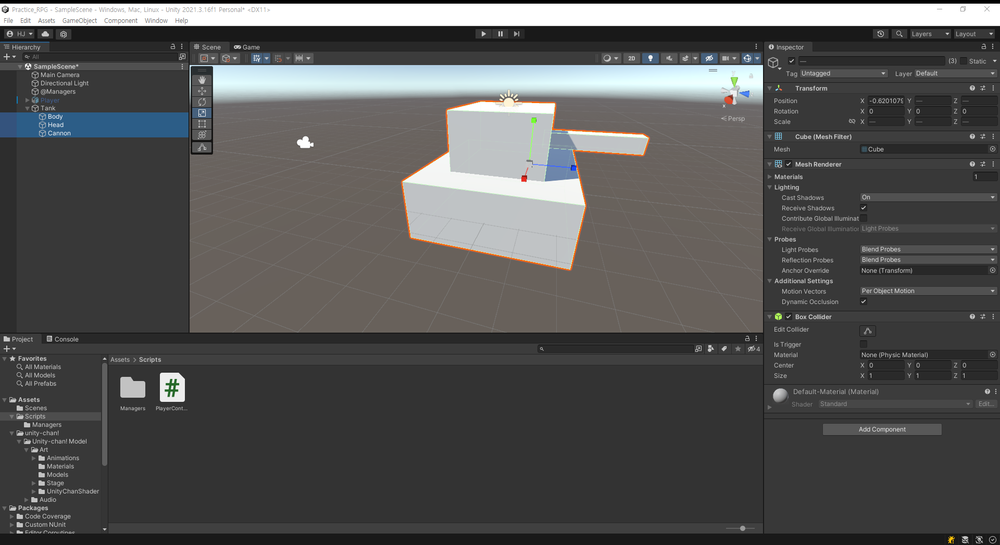 Practice_RPG - SampleScene - Windows, Mac, Linux - Unity 2021.3.16f1 Personal* <DX11>
File Edit Assets GameObject Component Window Help
HJ Layers Layout
Hierarchy
All
SampleScene*
Main Camera
Directional Light
@Managers
Player
Tank
Body
Head
Cannon
Scene Game
2D
y
x
Persp
Inspector
— (3) Static
Tag Untagged Layer Default
Transform
Position X -0.6201079 Y — Z —
Rotation X 0 Y 0 Z 0
Scale X — Y — Z —
Cube (Mesh Filter)
Mesh Cube
Mesh Renderer
Materials 1
Lighting
Cast Shadows On
Receive Shadows
Contribute Global Illuminat
Receive Global Illumination Light Probes
Probes
Light Probes Blend Probes
Reflection Probes Blend Probes
Anchor Override None (Transform)
Additional Settings
Motion Vectors Per Object Motion
Dynamic Occlusion
Box Collider
Edit Collider
Is Trigger
Material None (Physic Material)
Center X 0 Y 0 Z 0
Size X 1 Y 1 Z 1
Default-Material (Material)
Shader Standard Edit...
Add Component
Project Console
4
Favorites
All Materials
All Models
All Prefabs
Assets
Scenes
Scripts
Managers
unity-chan!
Unity-chan! Model
Art
Animations
Materials
Models
Stage
UnityChanShader
Audio
Packages
Code Coverage
Custom NUnit
Editor Coroutines
Assets > Scripts
#
Managers PlayerCont...